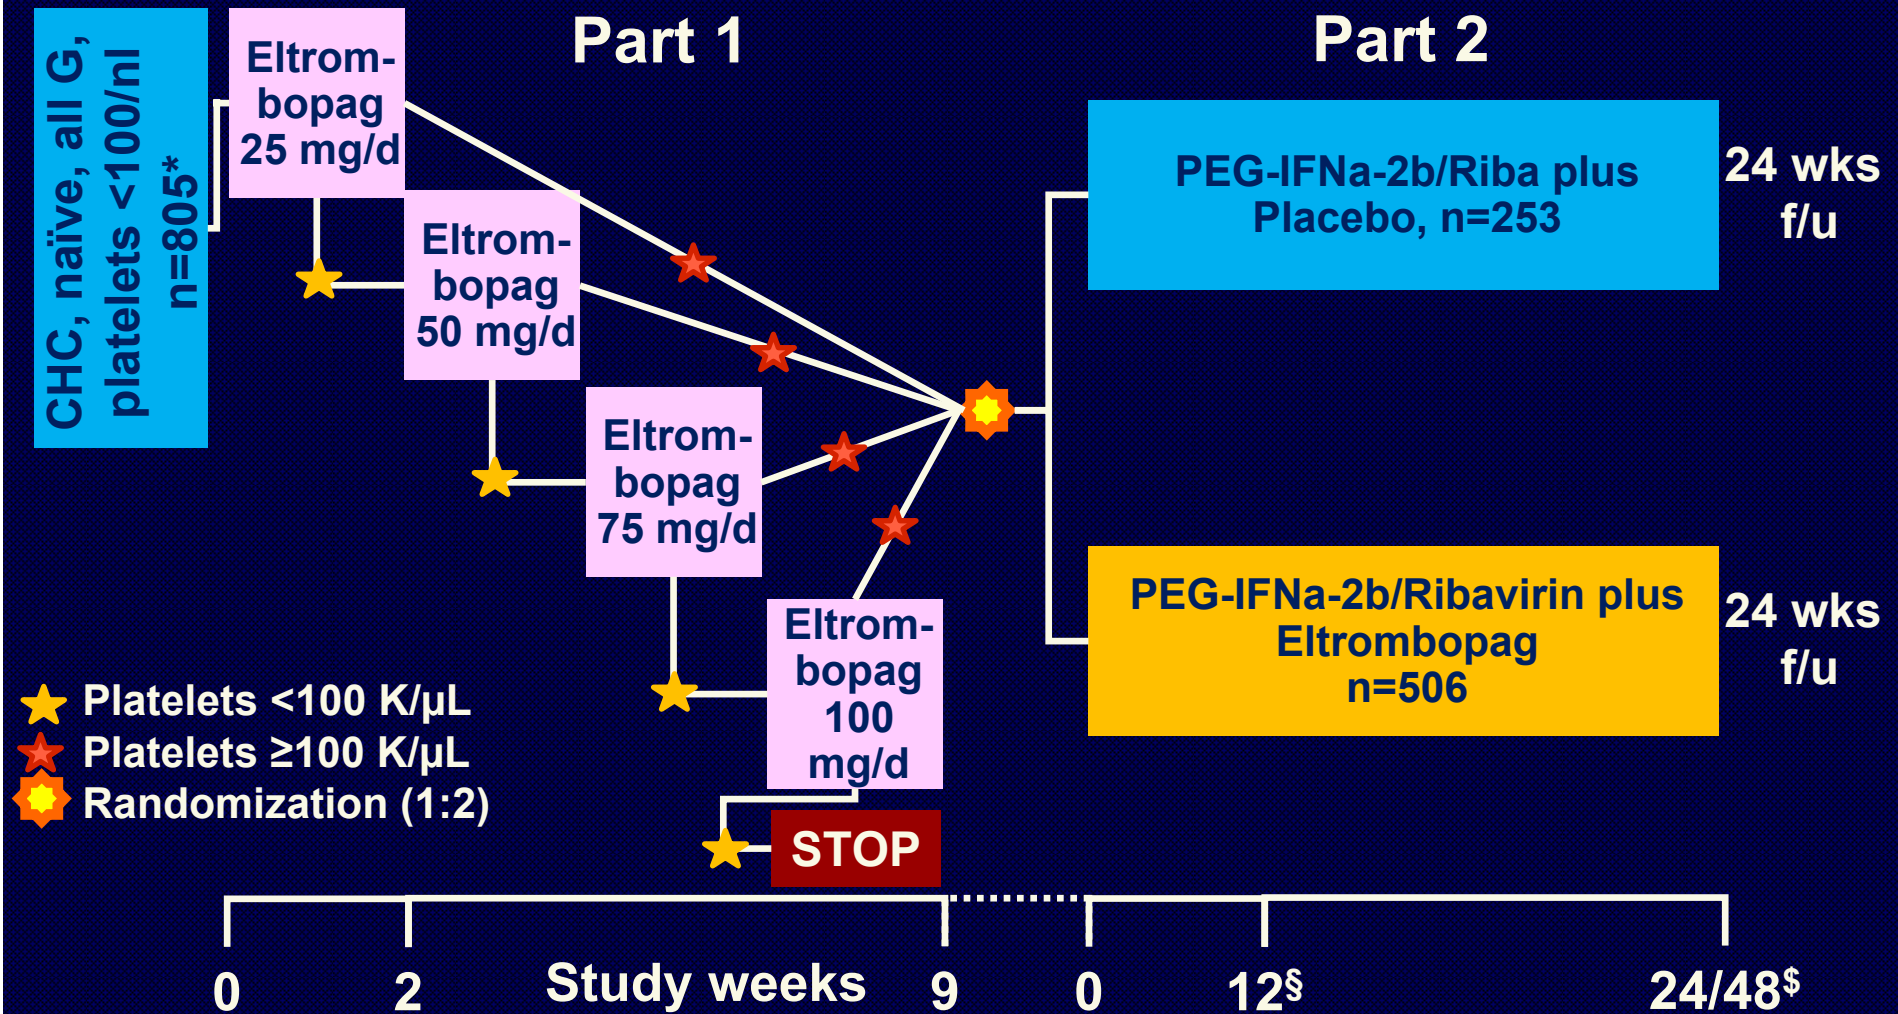 Part 1
Part 2
CHC, naïve, all G,
platelets <100/nl
n=805*
Eltrom-
bopag
25 mg/d
Eltrom-
bopag
50 mg/d
Eltrom-
bopag
75 mg/d
Eltrom-
bopag
100
mg/d
STOP
PEG-IFNa-2b/Riba plus
Placebo, n=253
24 wks
f/u
PEG-IFNa-2b/Ribavirin plus
Eltrombopag
n=506
24 wks
f/u
Platelets <100 K/µL
Platelets ≥100 K/µL
Randomization (1:2)
0 2 Study weeks 9 0 12§ 24/48$